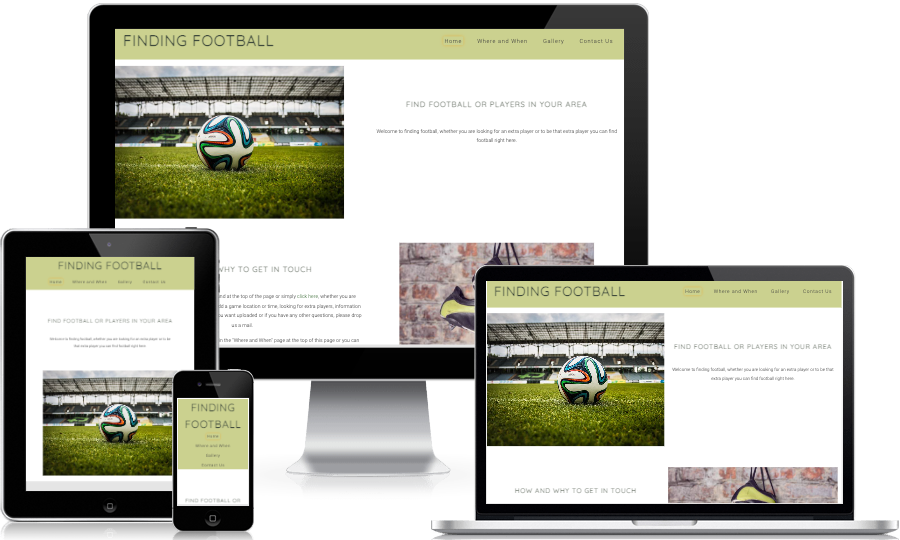 FINDING FOOTBALL
Home Where and When Gallery Contact Us
FIND FOOTBALL OR PLAYERS IN YOUR AREA
Welcome to finding football, whether you are looking for an extra player or to be that extra player you can find
football right here.
WHY TO GET IN TOUCH
and at the top of the page or simply click here, whether you are
a game location or time, looking for extra players, information
you want uploaded or if you have any other questions, please drop
us a mail.
in the "Where and When" page at the top of this page or you can
FINDING FOOTBALL
Home Where and When Gallery Contact Us
FIND FOOTBALL OR PLAYERS IN YOUR AREA
Welcome to finding football, whether you are looking for an extra player or to be
that extra player you can find football right here.
FINDING
FOOTBALL
Home
Where and When
Gallery
Contact Us
FIND FOOTBALL OR
FINDING FOOTBALL
Home Where and When Gallery Contact Us
FIND FOOTBALL OR PLAYERS IN YOUR AREA
Welcome to finding football, whether you are looking for an extra player or to be that
extra player you can find football right here.
HOW AND WHY TO GET IN TOUCH